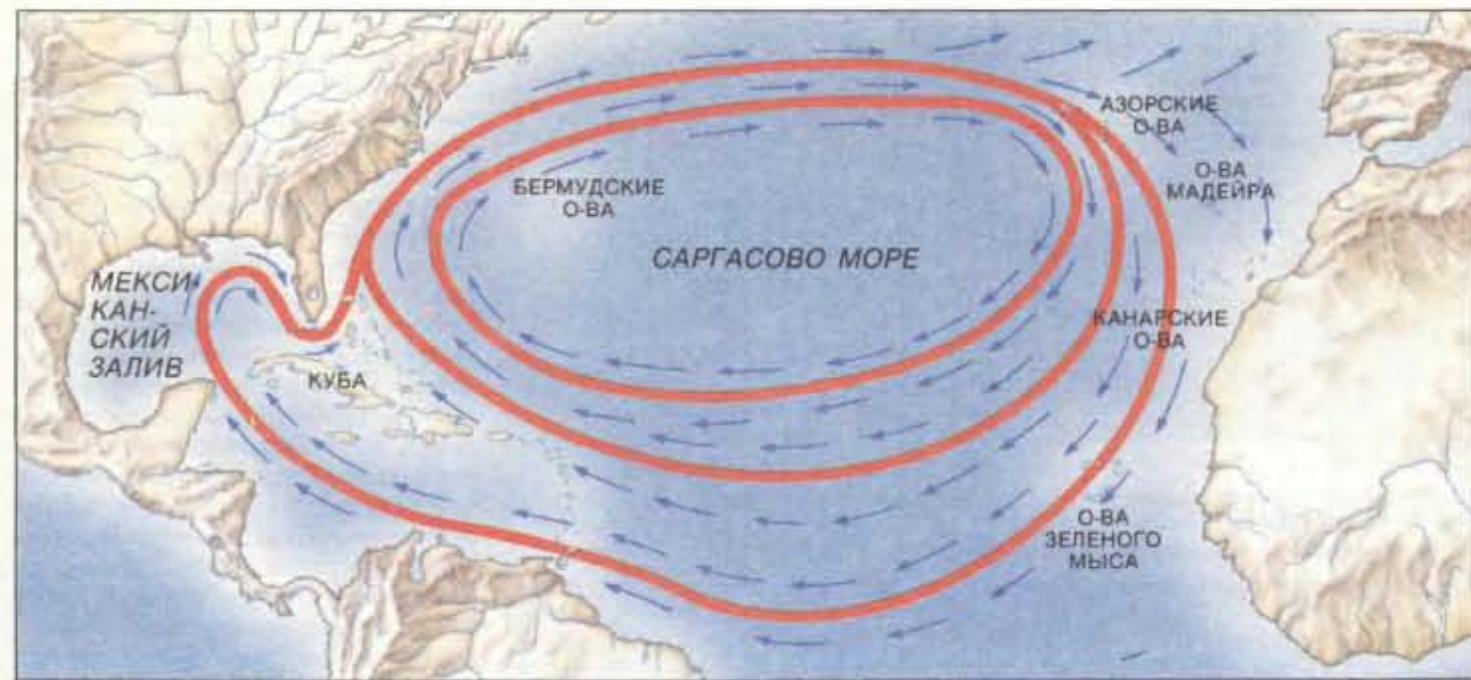 АЗОРСКИЕ
О-ВА
О-ВА
МАДЕЙРА
БЕРМУДСКИЕ
О-ВА
САРГАСОВО МОРЕ
МЕКСИ-
КАН-
СКИЙ
ЗАЛИВ
КАНАРСКИЕ
О-ВА
КУБА
О-ВА
ЗЕЛЕНОГО
МЫСА